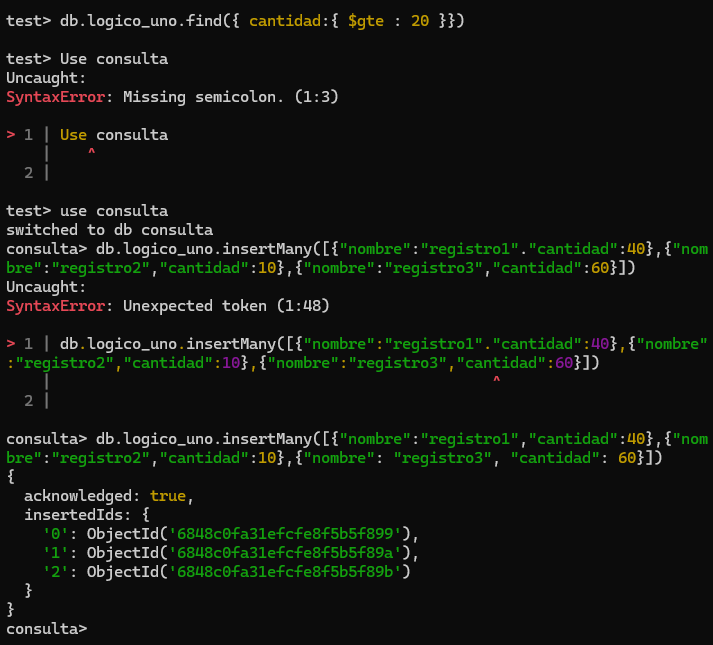 test> db.logico_uno.find({ cantidad:{ $gte : 20 }})
test> Use consulta
Uncaught:
SyntaxError: Missing semicolon. (1:3)
> 1 | Use consulta
    |    ^
  2 |
test> use consulta
switched to db consulta
consulta> db.logico_uno.insertMany([{"nombre":"registro1"."cantidad":40},{"nom
bre":"registro2","cantidad":10},{"nombre":"registro3","cantidad":60}])
Uncaught:
SyntaxError: Unexpected token (1:48)
> 1 | db.logico_uno.insertMany([{"nombre":"registro1"."cantidad":40},{"nombre"
:"registro2","cantidad":10},{"nombre":"registro3","cantidad":60}])
    |                                                ^
  2 |
consulta> db.logico_uno.insertMany([{"nombre":"registro1","cantidad":40},{"nom
bre":"registro2","cantidad":10},{"nombre": "registro3", "cantidad": 60}])
{
  acknowledged: true,
  insertedIds: {
    '0': ObjectId('6848c0fa31efcfe8f5b5f899'),
    '1': ObjectId('6848c0fa31efcfe8f5b5f89a'),
    '2': ObjectId('6848c0fa31efcfe8f5b5f89b')
  }
}
consulta>